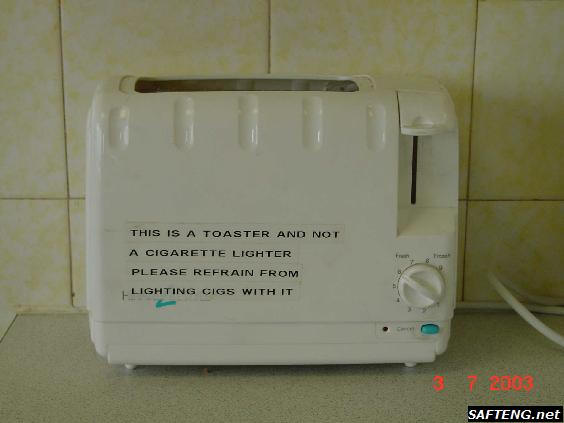 THIS IS A TOASTER AND NOT
A CIGARETTE LIGHTER
PLEASE REFRAIN FROM
LIGHTING CIGS WITH IT
Fresh Frozen
7 8
6 9
5
4
3 2 1
Cancel
3 7 2003
SAFTENG.net